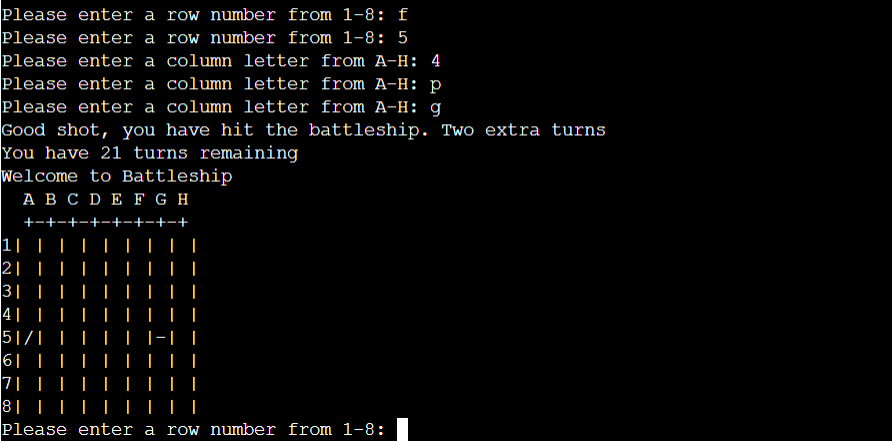 Please enter a row number from 1-8: f
Please enter a row number from 1-8: 5
Please enter a column letter from A-H: 4
Please enter a column letter from A-H: p
Please enter a column letter from A-H: g
Good shot, you have hit the battleship. Two extra turns
You have 21 turns remaining
Welcome to Battleship
  A B C D E F G H
  +-+-+-+-+-+-+-+
1| | | | | | | | |
2| | | | | | | | |
3| | | | | | | | |
4| | | | | | | | |
5|/| | | | | |-| |
6| | | | | | | | |
7| | | | | | | | |
8| | | | | | | | |
Please enter a row number from 1-8: